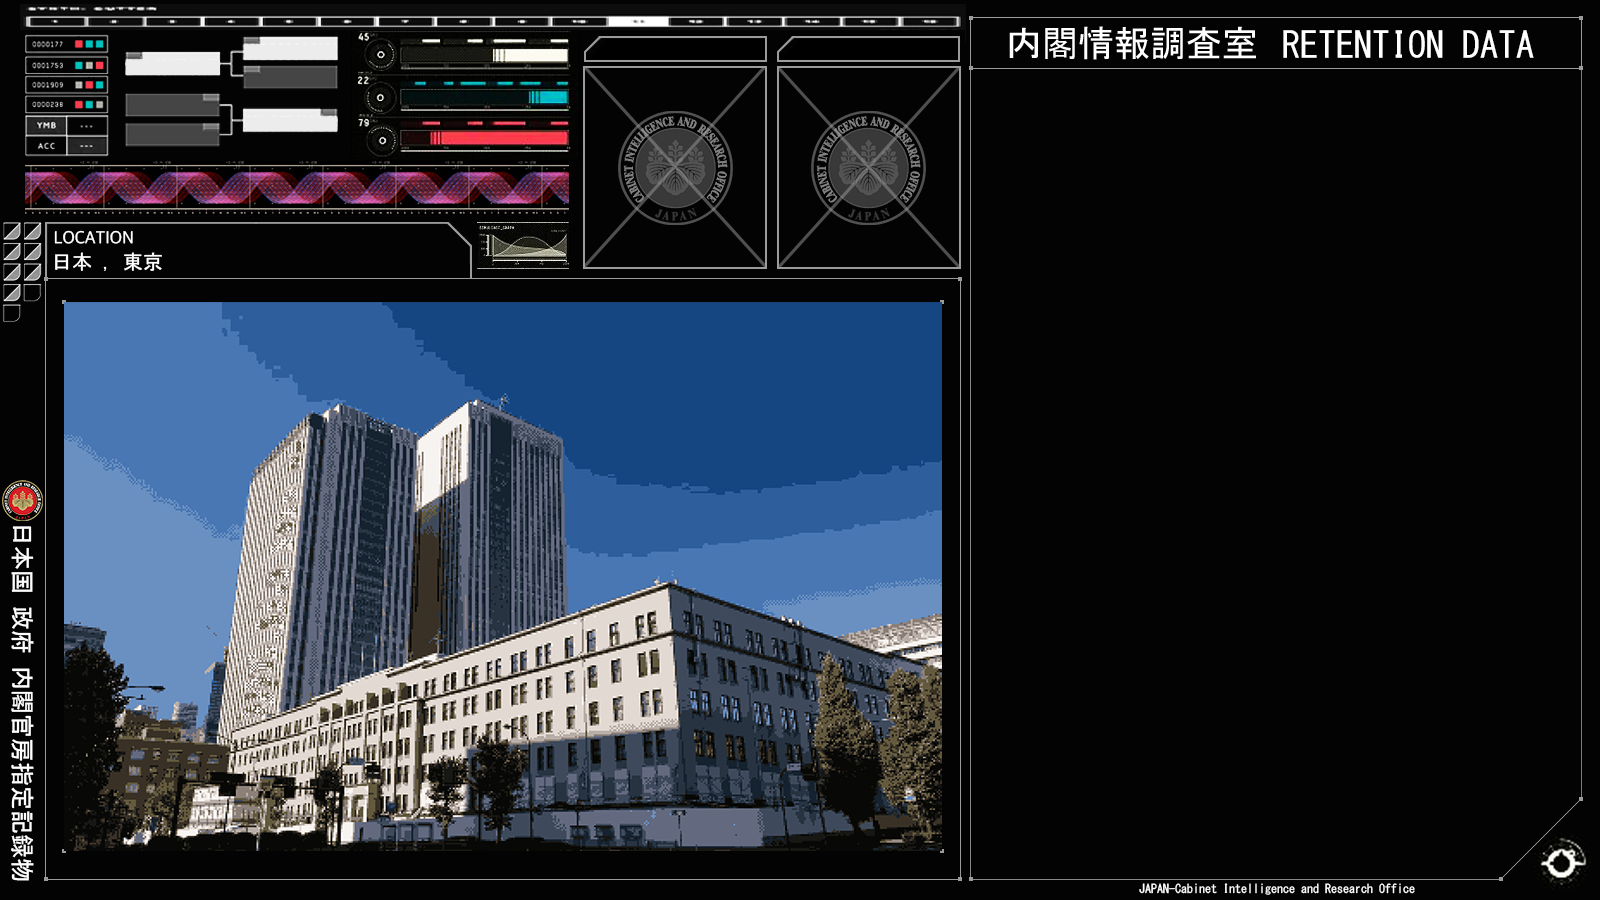 0000177
0001753
0001909
0000238
YMB ---
ACC ---
45
22
79
CABINET INTELLIGENCE AND RESEARCH OFFICE
JAPAN
CABINET INTELLIGENCE AND RESEARCH OFFICE
JAPAN
LOCATION
日本 , 東京
日本国 政府 内閣官房指定記録物
内閣情報調査室 RETENTION DATA
JAPAN-Cabinet Intelligence and Research Office